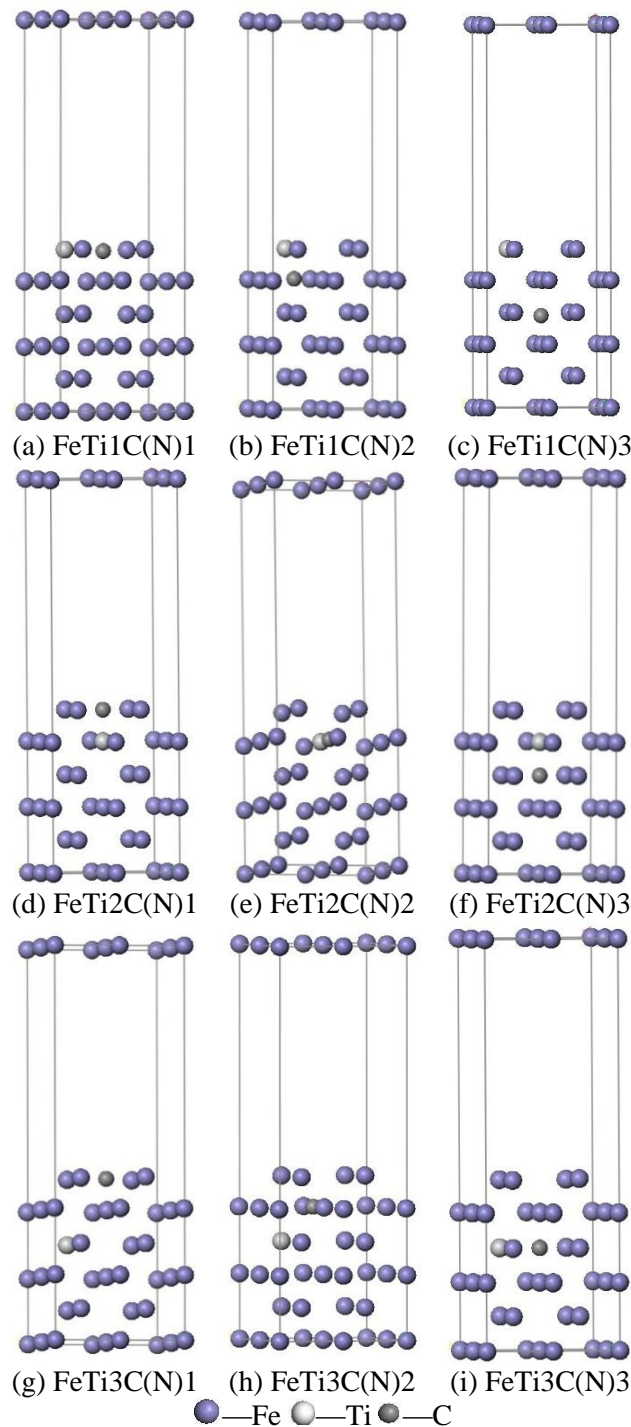 (a) FeTi1C(N)1 (b) FeTi1C(N)2 (c) FeTi1C(N)3
(d) FeTi2C(N)1 (e) FeTi2C(N)2 (f) FeTi2C(N)3
(g) FeTi3C(N)1 (h) FeTi3C(N)2 (i) FeTi3C(N)3
—Fe —Ti —C